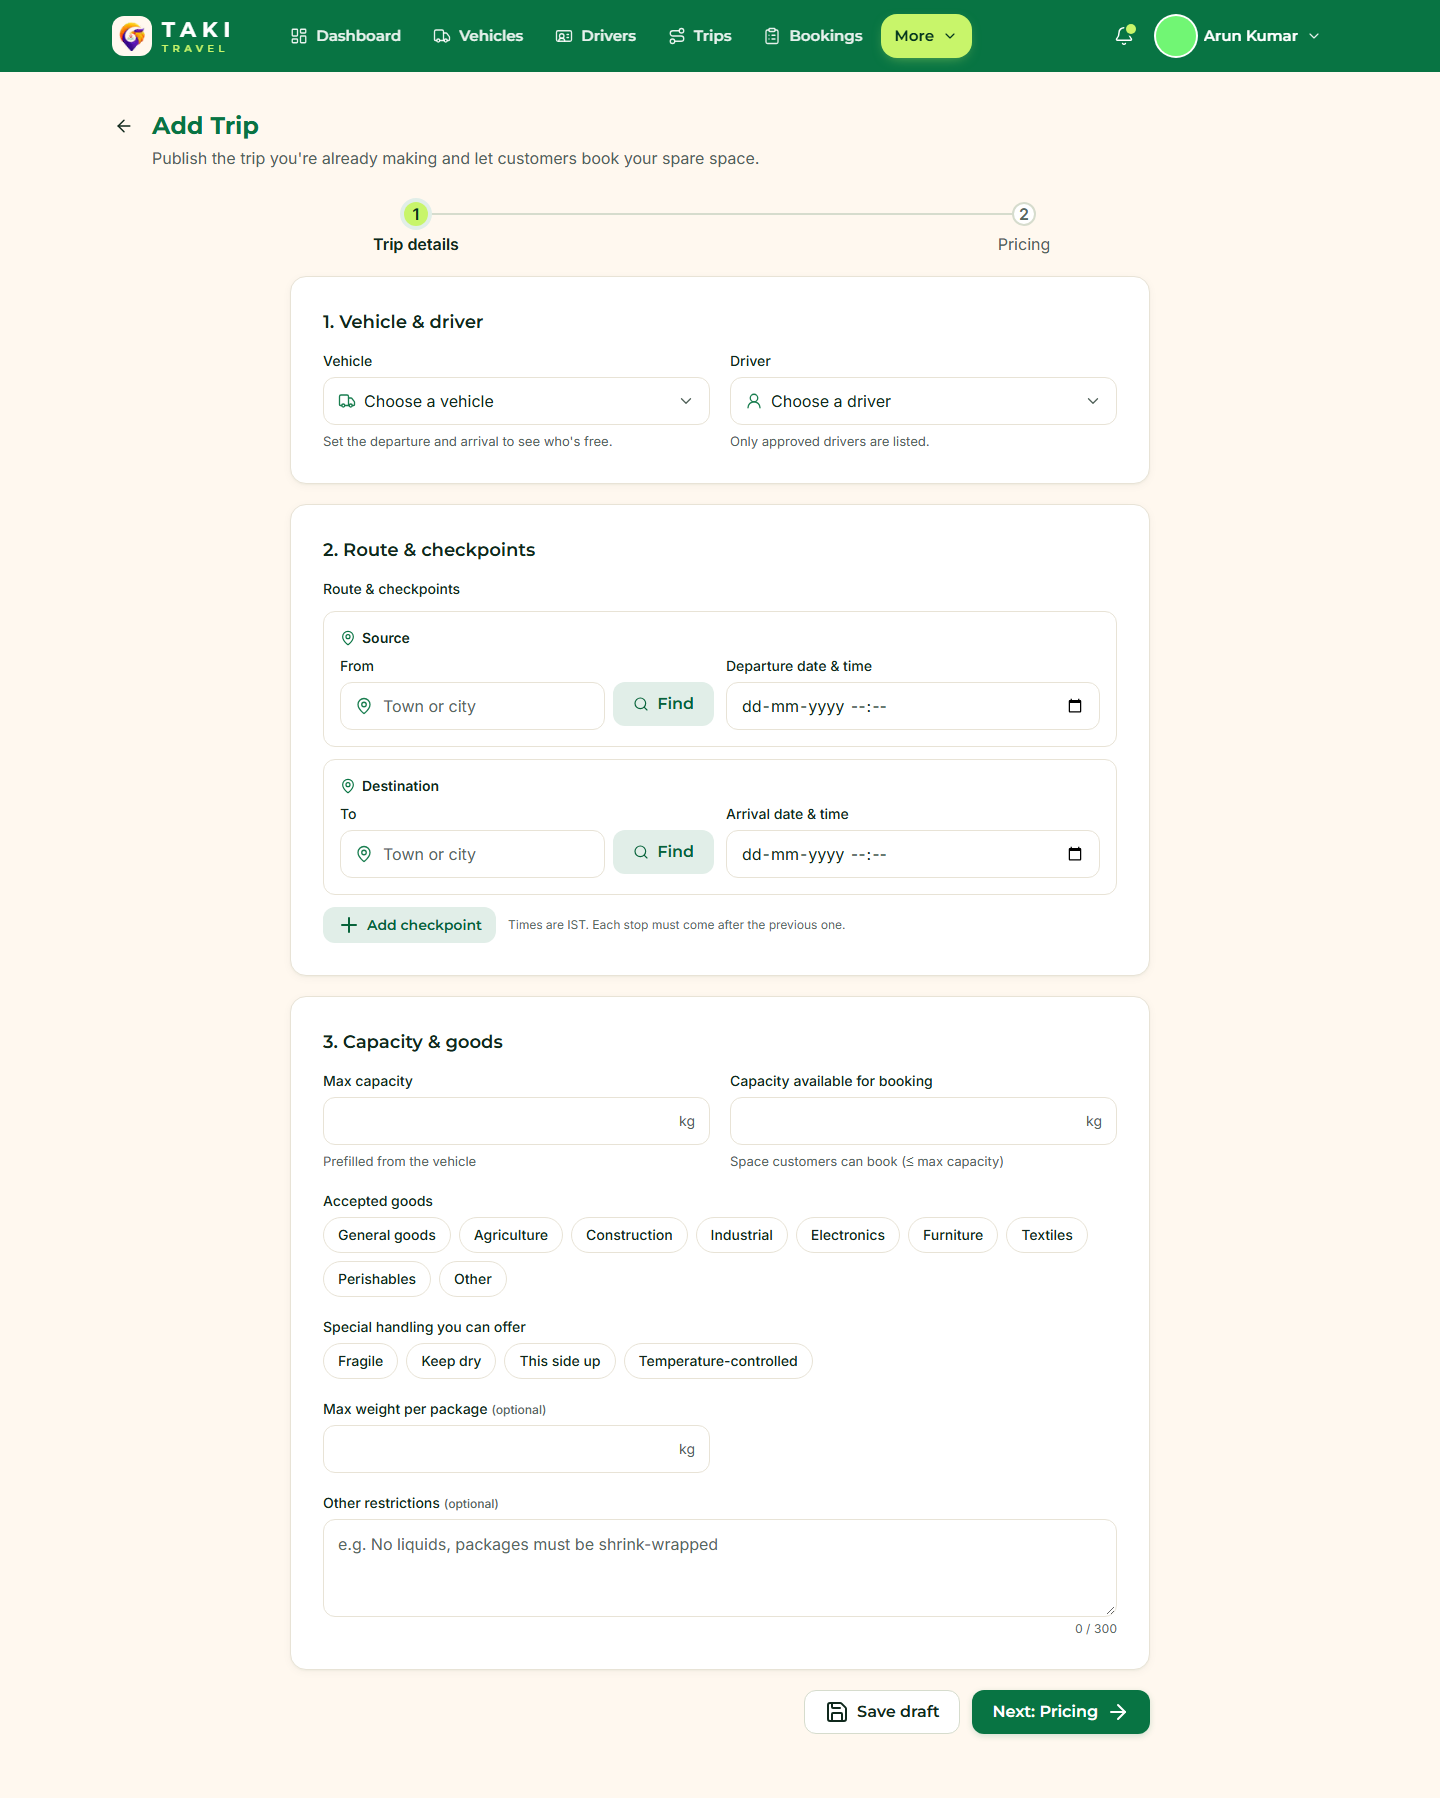 TAKI
TRAVEL
Dashboard
Vehicles
Drivers
Trips
Bookings
More
Arun Kumar
Add Trip
Publish the trip you're already making and let customers book your spare space.
1
2
Trip details
Pricing
1. Vehicle & driver
Vehicle
Driver
Choose a vehicle
Choose a driver
Set the departure and arrival to see who's free.
Only approved drivers are listed.
2. Route & checkpoints
Route & checkpoints
Source
From
Departure date & time
Town or city
Find
dd-mm-yyyy --:--
Destination
To
Arrival date & time
Town or city
Find
dd-mm-yyyy --:--
Add checkpoint
Times are IST. Each stop must come after the previous one.
3. Capacity & goods
Max capacity
Capacity available for booking
kg
kg
Prefilled from the vehicle
Space customers can book (≤ max capacity)
Accepted goods
General goods
Agriculture
Construction
Industrial
Electronics
Furniture
Textiles
Perishables
Other
Special handling you can offer
Fragile
Keep dry
This side up
Temperature-controlled
Max weight per package (optional)
kg
Other restrictions (optional)
e.g. No liquids, packages must be shrink-wrapped
0 / 300
Save draft
Next: Pricing